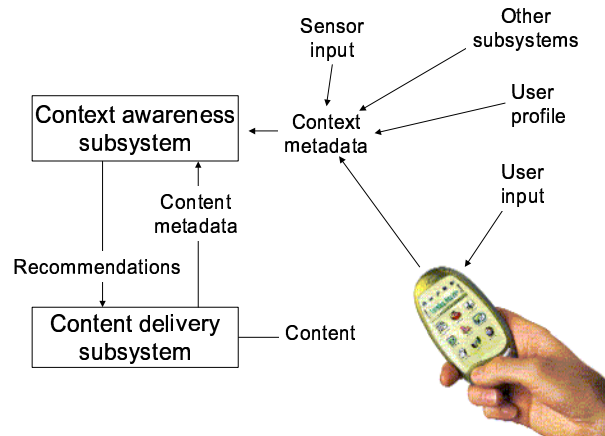 Sensor
input
Other
subsystems
Context awareness
subsystem
Context
metadata
User
profile
User
input
Content
metadata
Recommendations
Content delivery
subsystem
Content